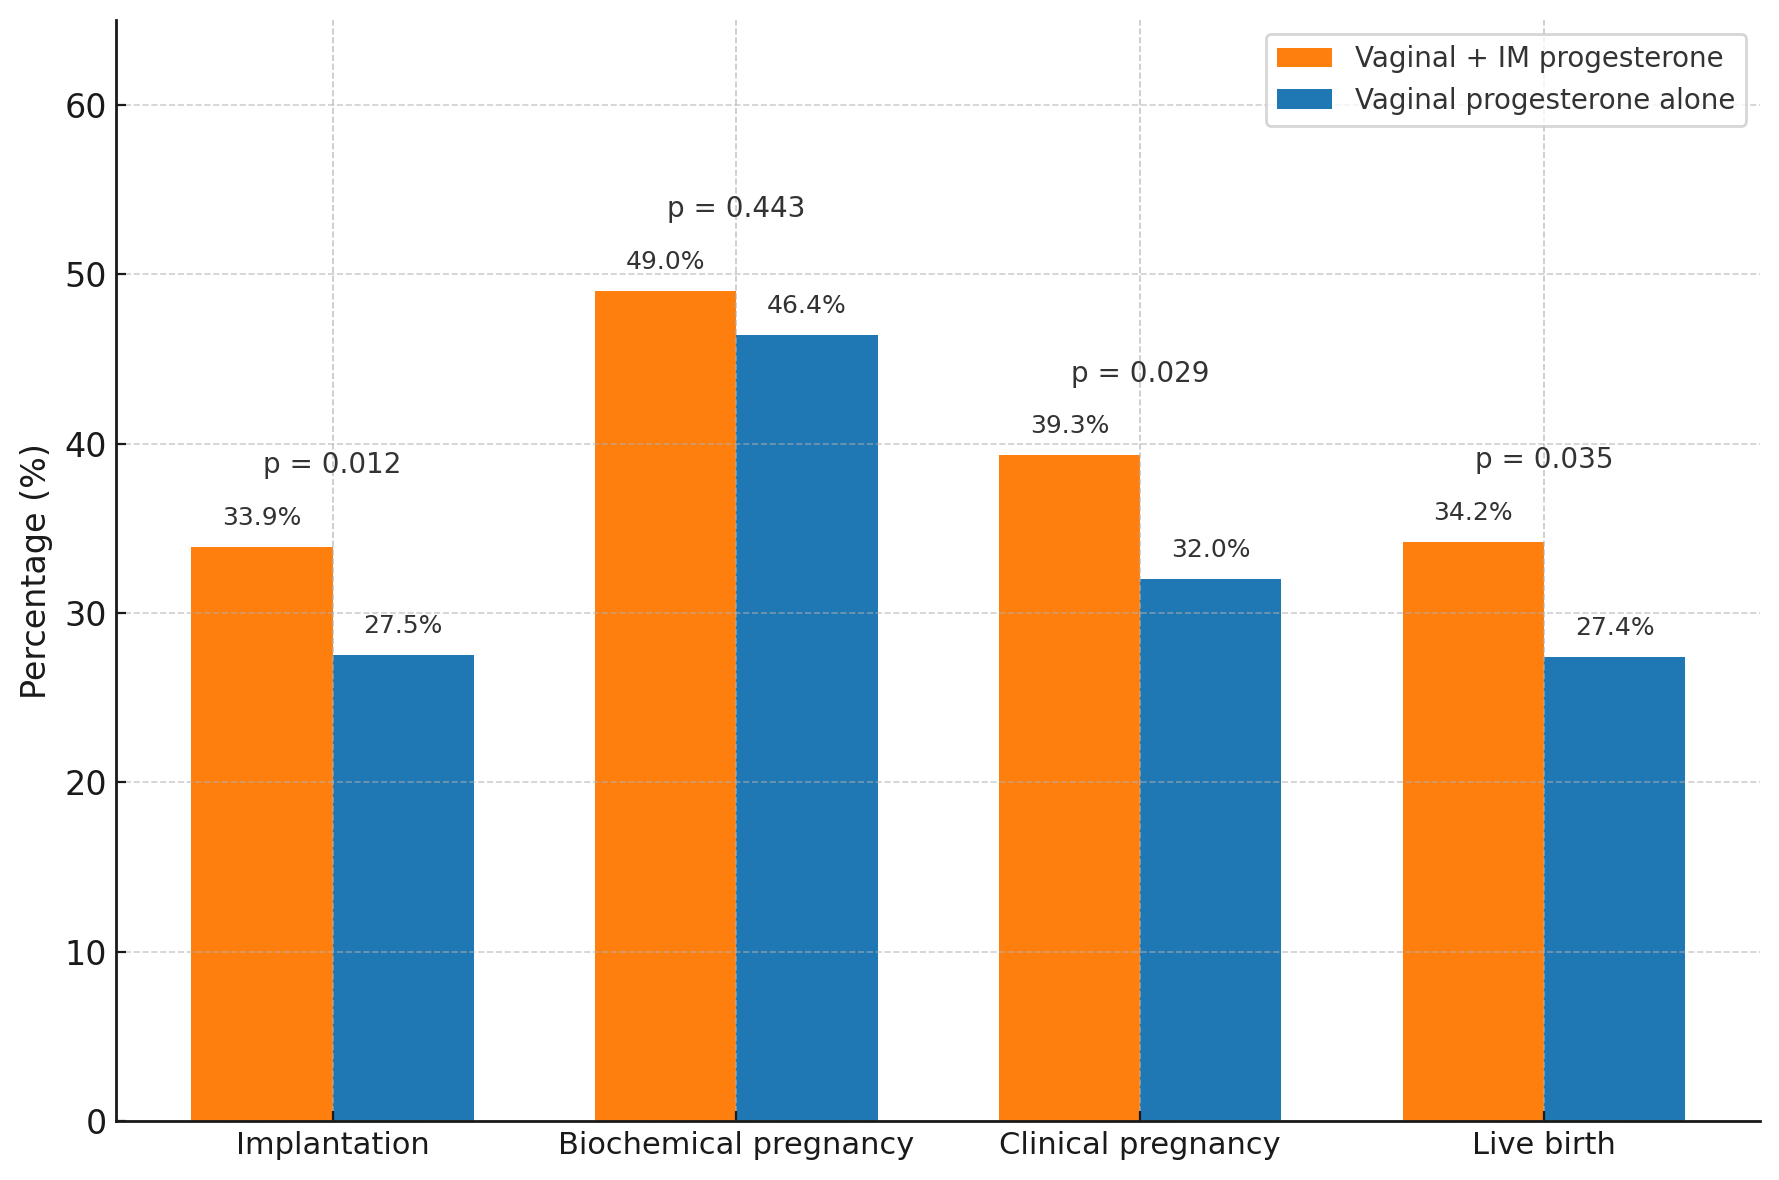 Vaginal + IM progesterone
Vaginal progesterone alone
Percentage (%)
60
50
40
30
20
10
0
p = 0.012
33.9%
27.5%
p = 0.443
49.0%
46.4%
p = 0.029
39.3%
32.0%
p = 0.035
34.2%
27.4%
Implantation
Biochemical pregnancy
Clinical pregnancy
Live birth